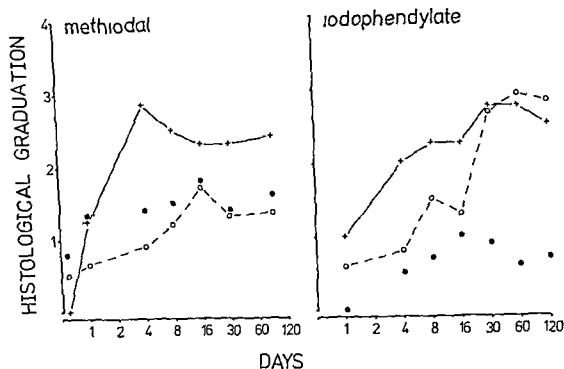 methiodal
iodophendylate
HISTOLOGICAL GRADUATION
4
3
2
1
1 2 4 8 16 30 60 120
1 2 4 8 16 30 60 120
DAYS